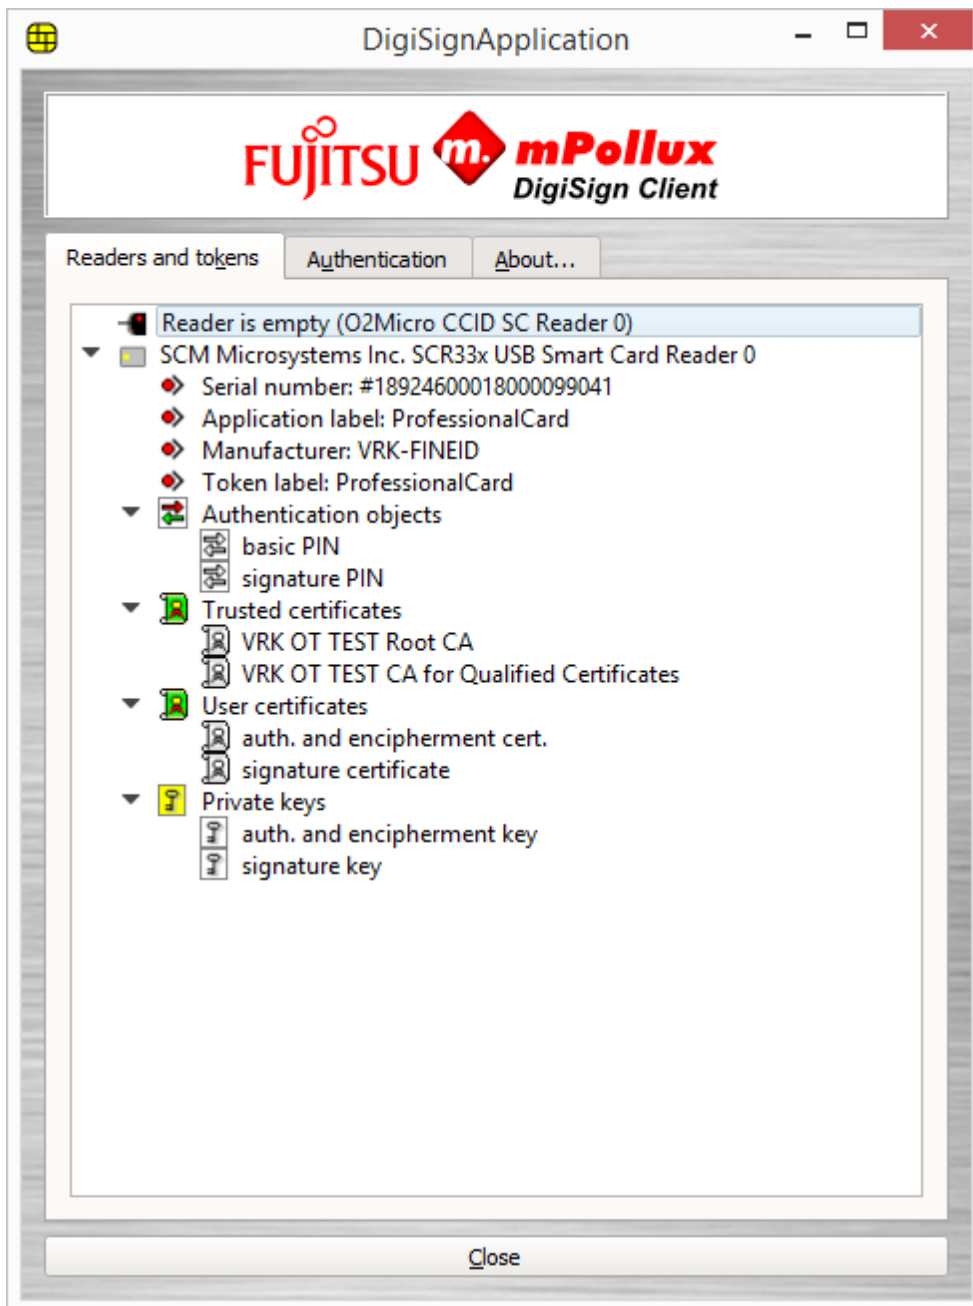 DigiSignApplication
FUJITSU m. mPollux
DigiSign Client
Readers and tokens Authentication About...
Reader is empty (O2Micro CCID SC Reader 0)
SCM Microsystems Inc. SCR33x USB Smart Card Reader 0
Serial number: #18924600018000099041
Application label: ProfessionalCard
Manufacturer: VRK-FINEID
Token label: ProfessionalCard
Authentication objects
basic PIN
signature PIN
Trusted certificates
VRK OT TEST Root CA
VRK OT TEST CA for Qualified Certificates
User certificates
auth. and encipherment cert.
signature certificate
Private keys
auth. and encipherment key
signature key
Close